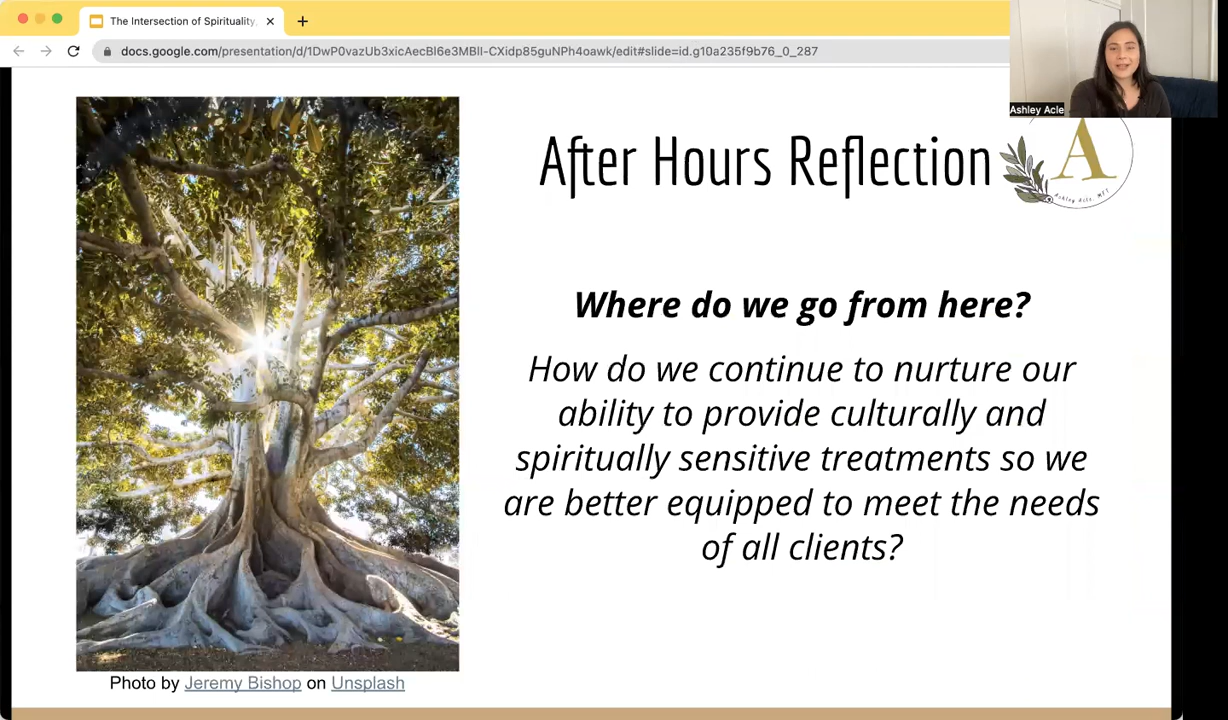 The Intersection of Spirituality,
docs.google.com/presentation/d/1DwP0vazUb3xicAecBl6e3MBlI-CXidp85guNPh4oawk/edit#slide=id.g10a235f9b76_0_287
Ashley Acle
After Hours Reflection
A
Ashley Acle, MFT
Where do we go from here?
How do we continue to nurture our
ability to provide culturally and
spiritually sensitive treatments so we
are better equipped to meet the needs
of all clients?
Photo by Jeremy Bishop on Unsplash